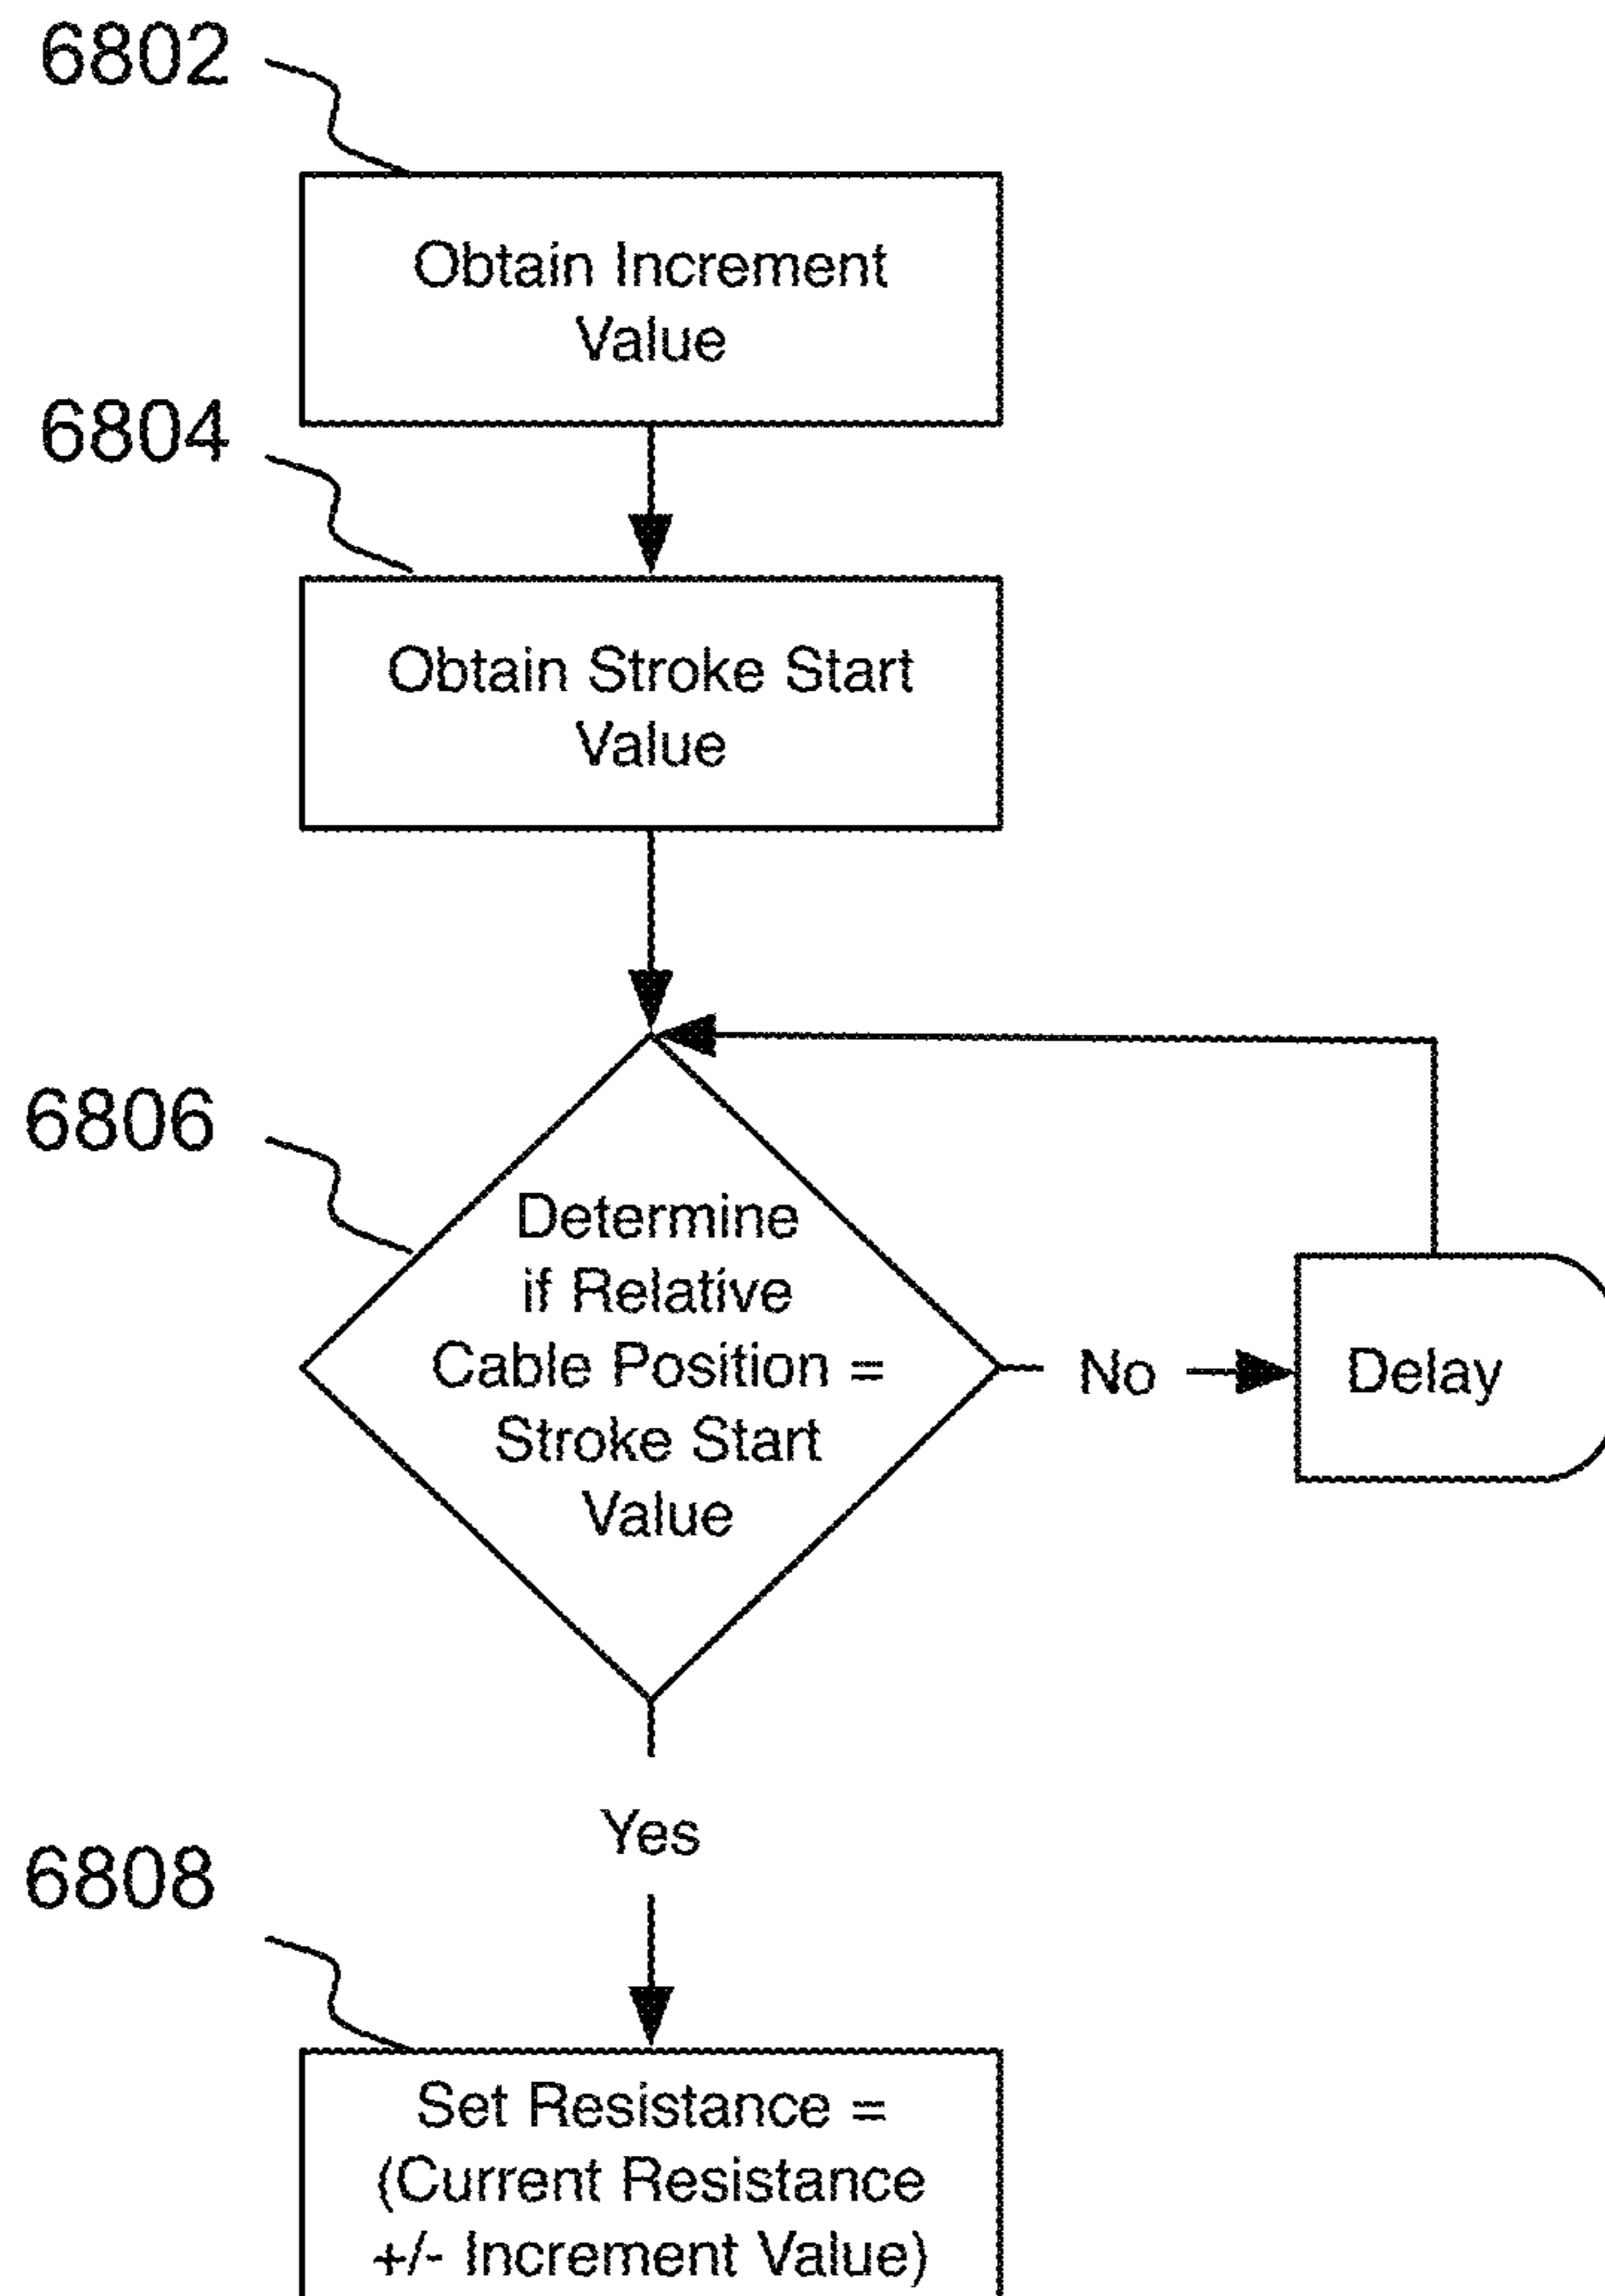 6802
Obtain Increment
Value
6804
Obtain Stroke Start
Value
6806
Determine
if Relative
Cable Position =
Stroke Start
Value
No
Delay
Yes
6808
Set Resistance =
(Current Resistance
+/- Increment Value)